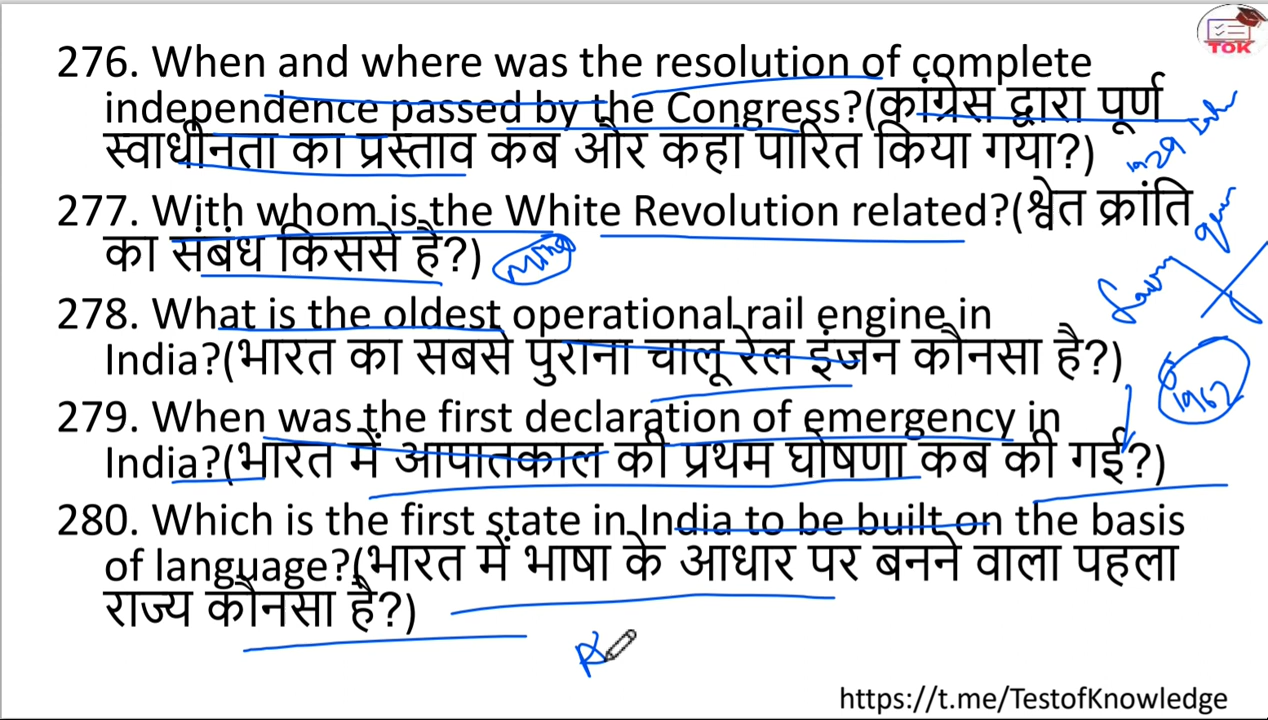 TOK
276. When and where was the resolution of complete
independence passed by the Congress?(कांग्रेस द्वारा पूर्ण
स्वाधीनता का प्रस्ताव कब और कहां पारित किया गया?)
1929
277. With whom is the White Revolution related?(श्वेत क्रांति
का संबंध किससे है?)
278. What is the oldest operational rail engine in
India?(भारत का सबसे पुराना चालू रेल इंजन कौनसा है?)
279. When was the first declaration of emergency in
1962
India?(भारत में आपातकाल की प्रथम घोषणा कब की गई?)
280. Which is the first state in India to be built on the basis
of language?(भारत में भाषा के आधार पर बनने वाला पहला
राज्य कौनसा है?)
https://t.me/TestofKnowledge